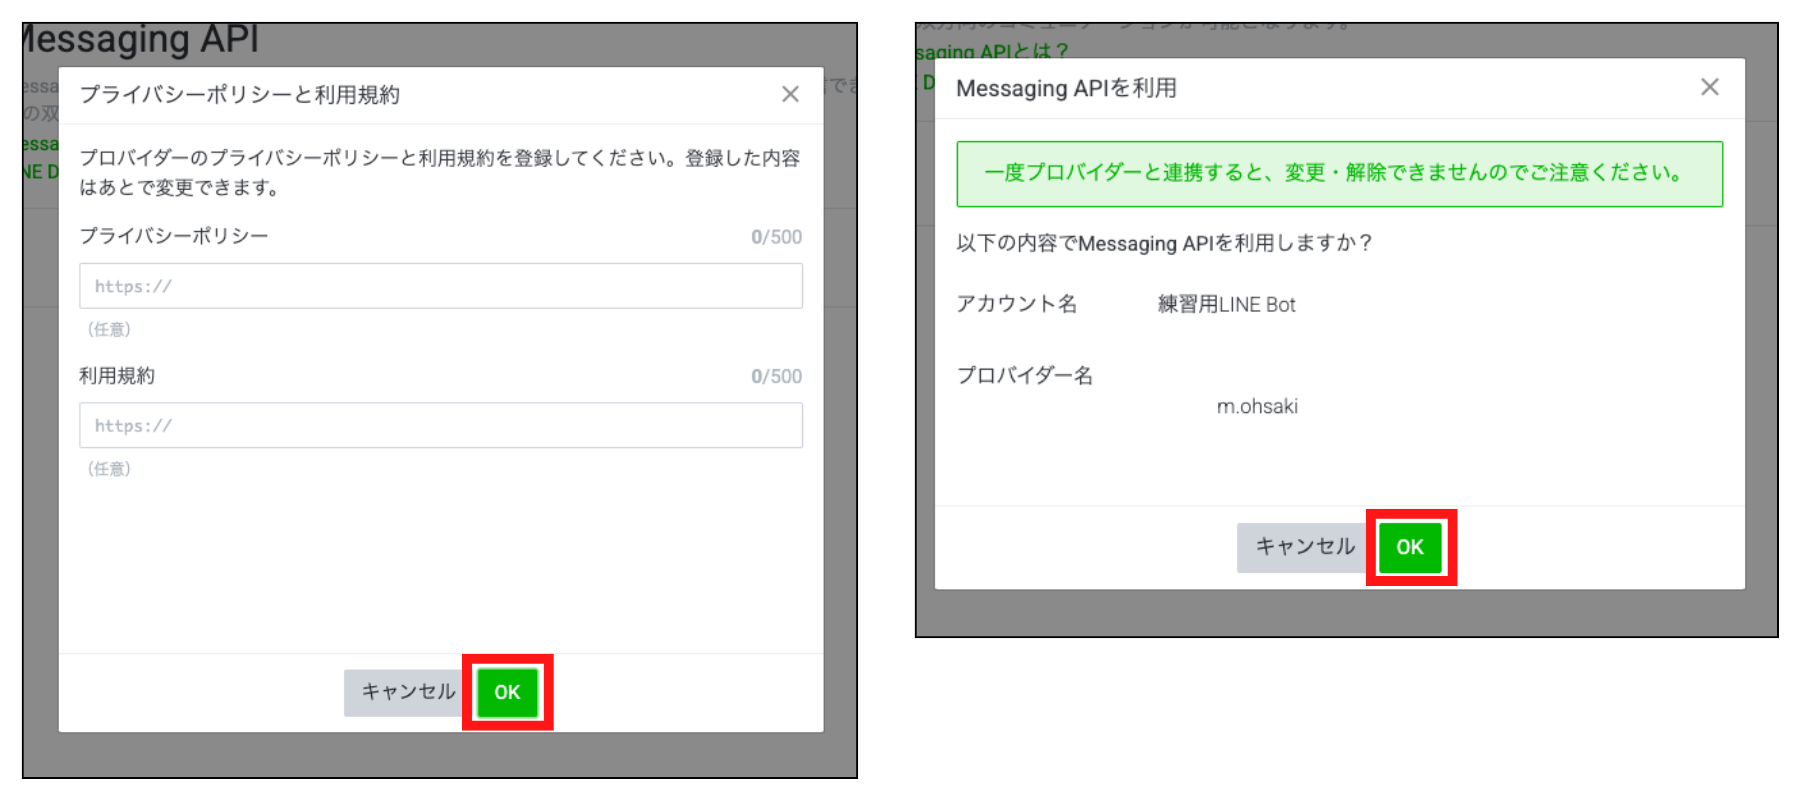 Messaging API
プライバシーポリシーと利用規約
プロバイダーのプライバシーポリシーと利用規約を登録してください。登録した内容
はあとで変更できます。
プライバシーポリシー
0/500
https://
(任意)
利用規約
0/500
https://
(任意)
キャンセル
OK
saging APIとは？
Messaging APIを利用
一度プロバイダーと連携すると、変更・解除できませんのでご注意ください。
以下の内容でMessaging APIを利用しますか？
アカウント名 練習用LINE Bot
プロバイダー名
m.ohsaki
キャンセル
OK